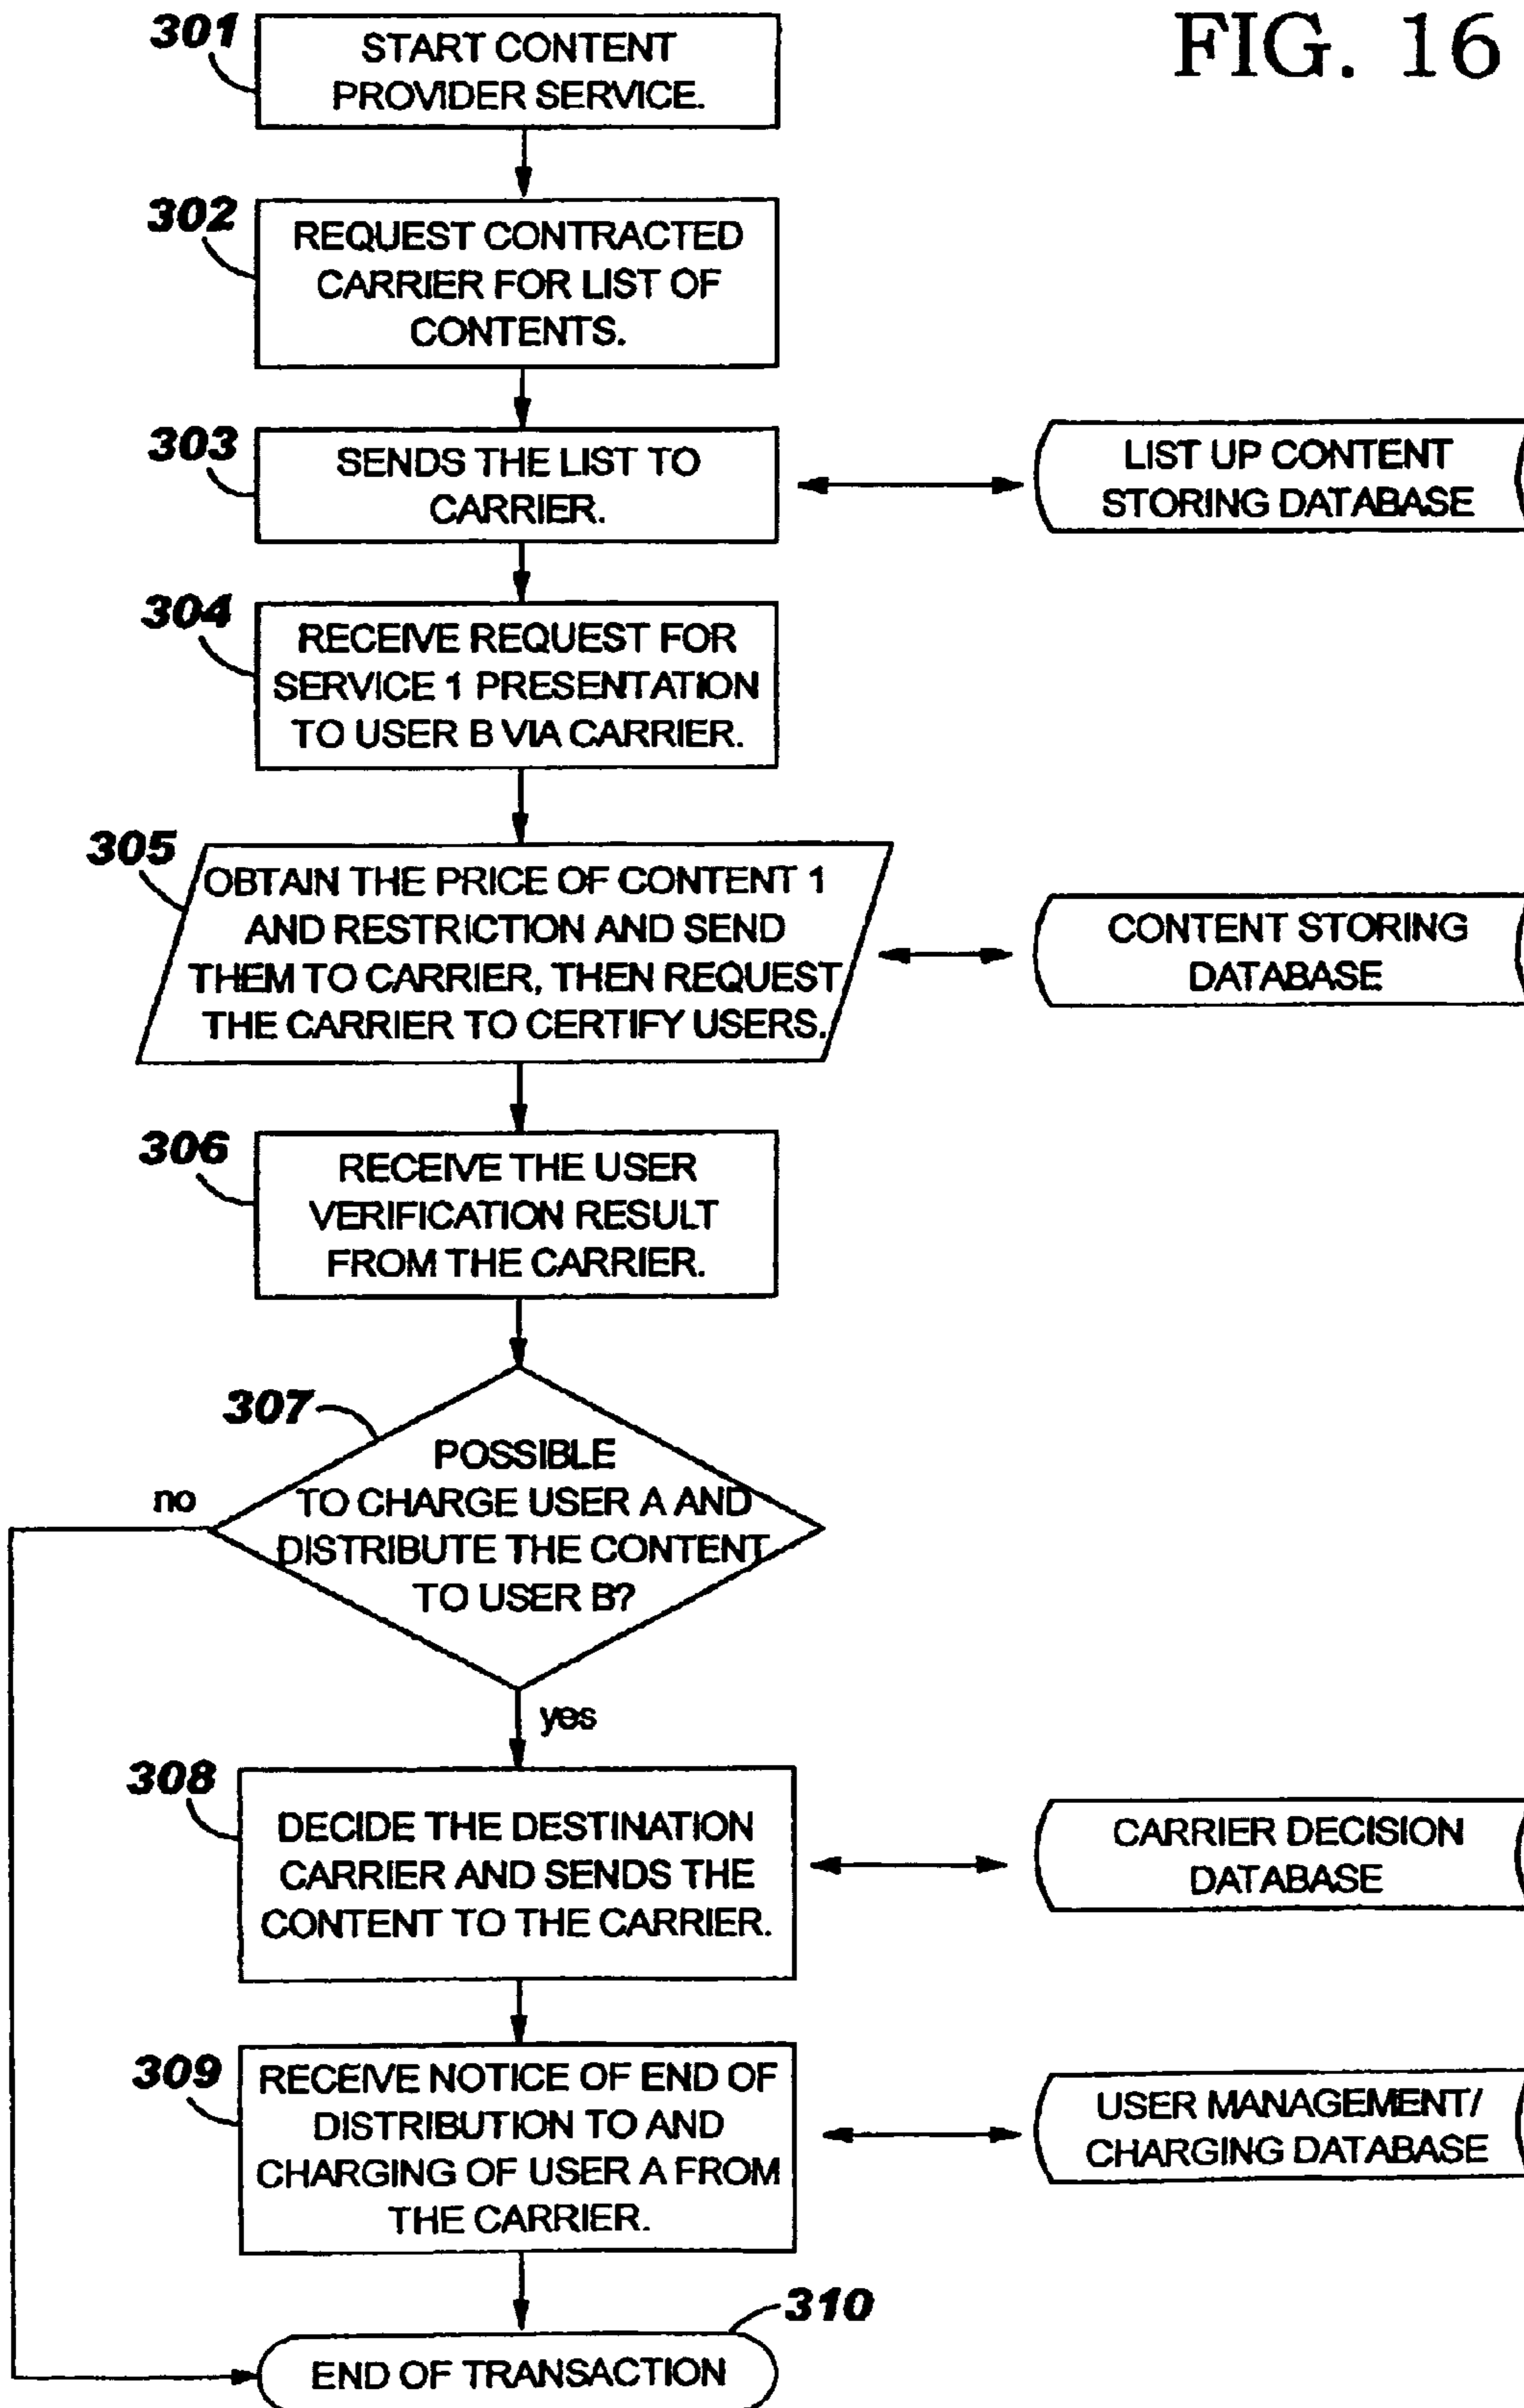 FIG. 16
301
START CONTENT
PROVIDER SERVICE.
302
REQUEST CONTRACTED
CARRIER FOR LIST OF
CONTENTS.
303
SENDS THE LIST TO
CARRIER.
LIST UP CONTENT
STORING DATABASE
304
RECEIVE REQUEST FOR
SERVICE 1 PRESENTATION
TO USER B VIA CARRIER.
305
OBTAIN THE PRICE OF CONTENT 1
AND RESTRICTION AND SEND
THEM TO CARRIER, THEN REQUEST
THE CARRIER TO CERTIFY USERS.
CONTENT STORING
DATABASE
306
RECEIVE THE USER
VERIFICATION RESULT
FROM THE CARRIER.
307
POSSIBLE
TO CHARGE USER A AND
DISTRIBUTE THE CONTENT
TO USER B?
no
yes
308
DECIDE THE DESTINATION
CARRIER AND SENDS THE
CONTENT TO THE CARRIER.
CARRIER DECISION
DATABASE
309
RECEIVE NOTICE OF END OF
DISTRIBUTION TO AND
CHARGING OF USER A FROM
THE CARRIER.
USER MANAGEMENT/
CHARGING DATABASE
310
END OF TRANSACTION